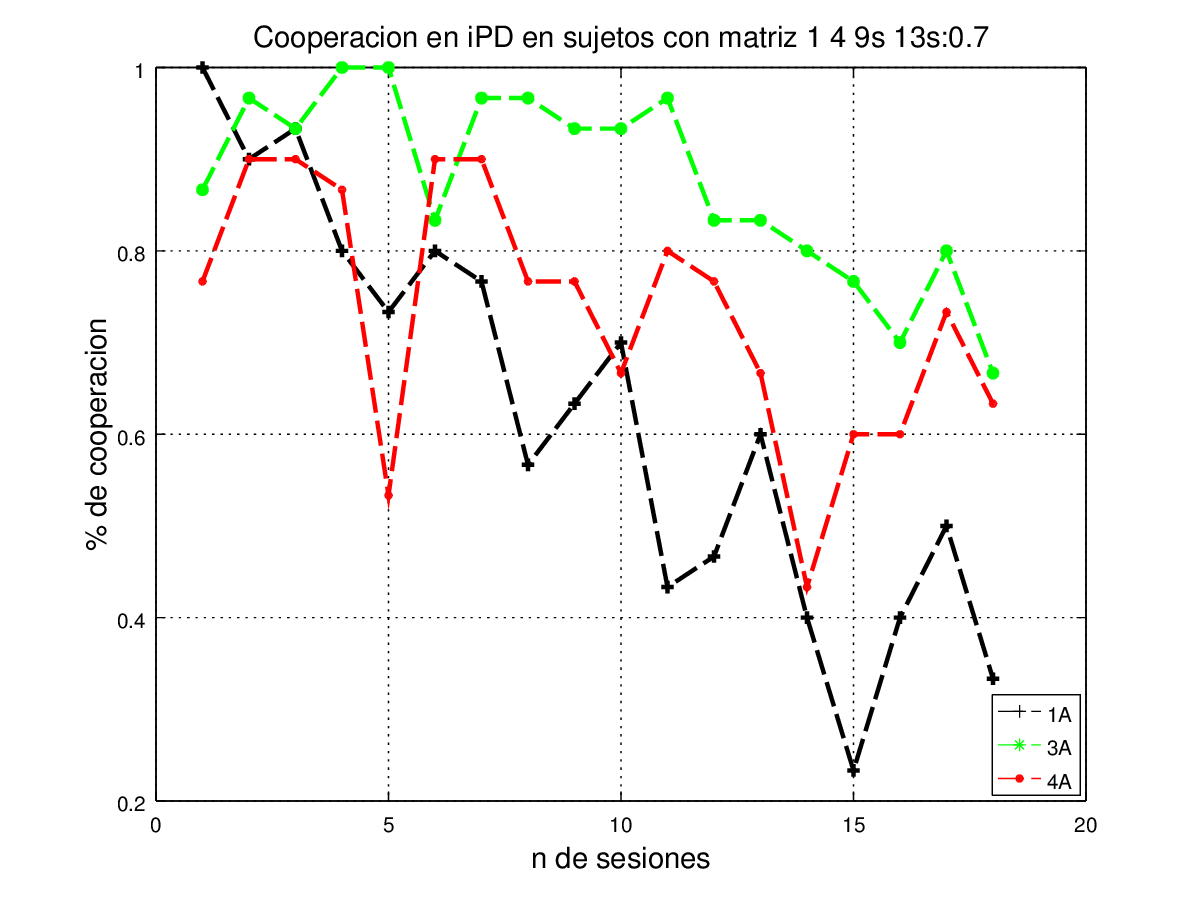 Cooperacion en iPD en sujetos con matriz 1 4 9s 13s:0.7
1
0.8
0.6
0.4
0.2
% de cooperacion
0 5 10 15 20
n de sesiones
1A
3A
4A